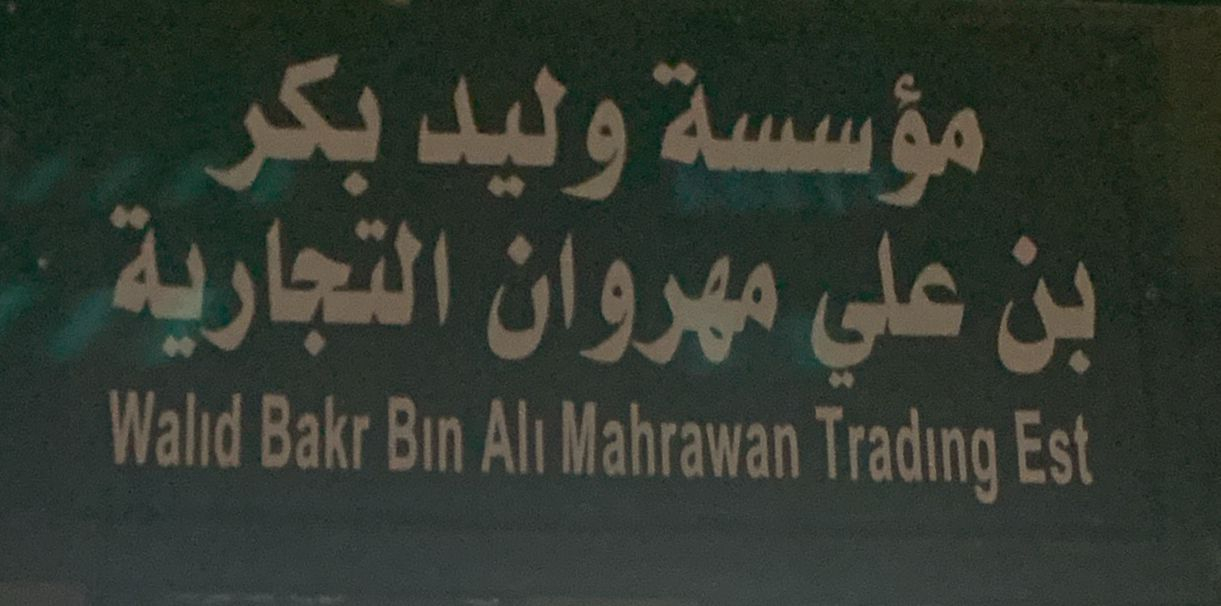 مؤسسة وليد بكر
بن علي مهروان التجارية
Walıd Bakr Bın Alı Mahrawan Tradıng Est